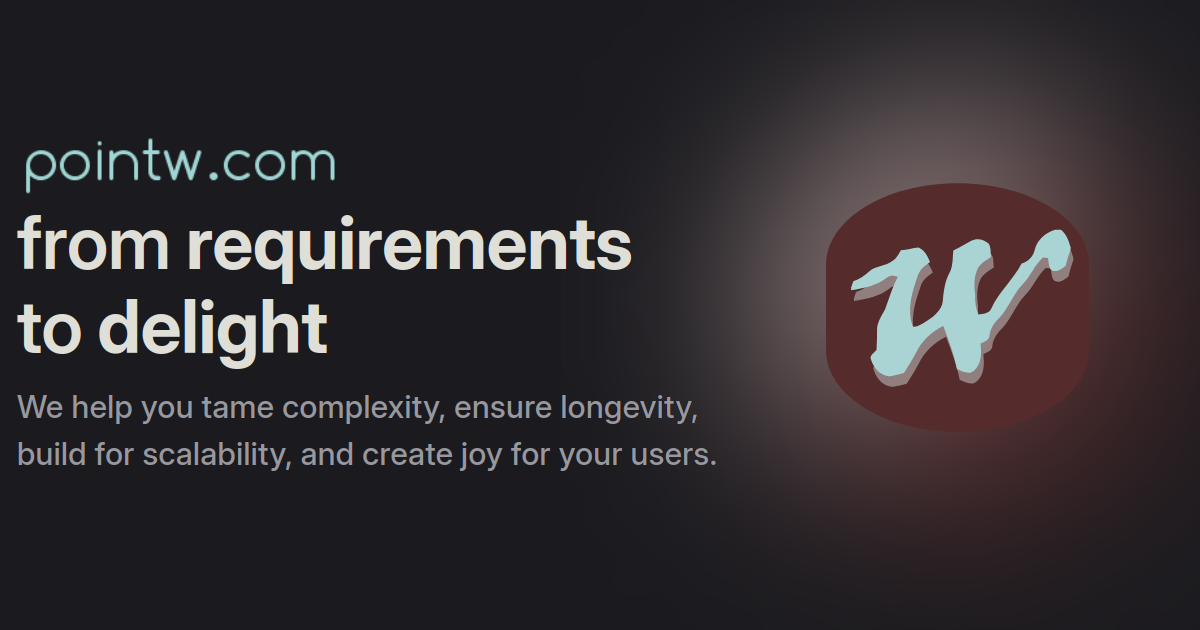 pointw.com
from requirements
to delight
We help you tame complexity, ensure longevity,
build for scalability, and create joy for your users.
w